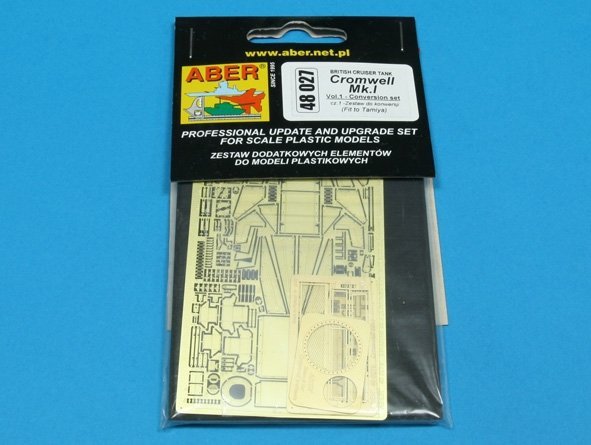 www.aber.net.pl
ABER®
SINCE 1995
48 027
BRITISH CRUISER TANK
Cromwell
Mk.I
Vol.1 - Conversion set
cz.1 -Zestaw do konwersji
(Fit to Tamiya)
PROFESSIONAL UPDATE AND UPGRADE SET
FOR SCALE PLASTIC MODELS
ZESTAW DODATKOWYCH ELEMENTÓW
DO MODELI PLASTIKOWYCH